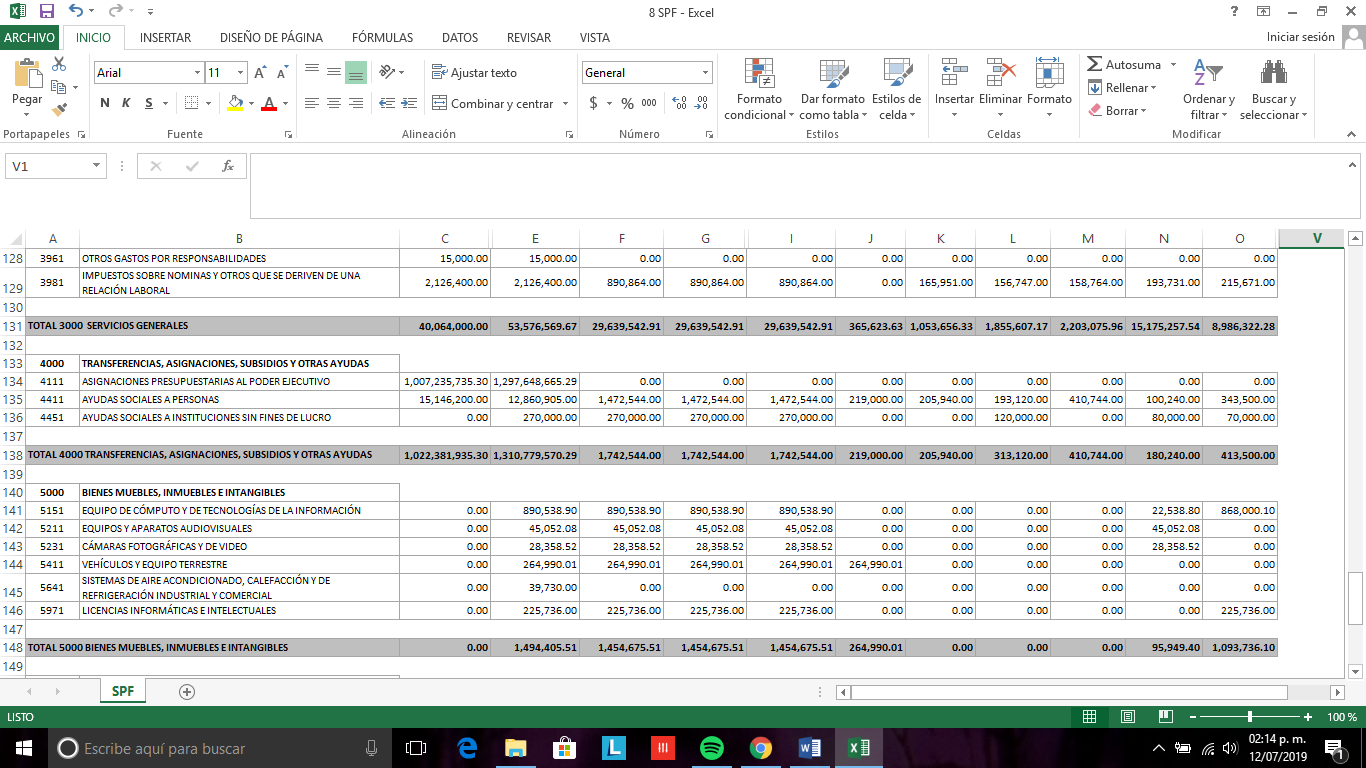 8 SPF - Excel
ARCHIVO INICIO INSERTAR DISEÑO DE PÁGINA FÓRMULAS DATOS REVISAR VISTA Iniciar sesión
Pegar
Arial 11
N K S
Ajustar texto
Combinar y centrar
General
$ % 000
Formato condicional
Dar formato como tabla
Estilos de celda
Insertar Eliminar Formato
Autosuma
Rellenar
Borrar
Ordenar y filtrar
Buscar y seleccionar
Portapapeles Fuente Alineación Número Estilos Celdas Modificar
V1 fx
A B C E F G I J K L M N O V
128 3961 OTROS GASTOS POR RESPONSABILIDADES 15,000.00 15,000.00 0.00 0.00 0.00 0.00 0.00 0.00 0.00 0.00 0.00
129 3981 IMPUESTOS SOBRE NOMINAS Y OTROS QUE SE DERIVEN DE UNA
RELACIÓN LABORAL 2,126,400.00 2,126,400.00 890,864.00 890,864.00 890,864.00 0.00 165,951.00 156,747.00 158,764.00 193,731.00 215,671.00
130
131 TOTAL 3000 SERVICIOS GENERALES 40,064,000.00 53,576,569.67 29,639,542.91 29,639,542.91 29,639,542.91 365,623.63 1,053,656.33 1,855,607.17 2,203,075.96 15,175,257.54 8,986,322.28
132
133 4000 TRANSFERENCIAS, ASIGNACIONES, SUBSIDIOS Y OTRAS AYUDAS
134 4111 ASIGNACIONES PRESUPUESTARIAS AL PODER EJECUTIVO 1,007,235,735.30 1,297,648,665.29 0.00 0.00 0.00 0.00 0.00 0.00 0.00 0.00 0.00
135 4411 AYUDAS SOCIALES A PERSONAS 15,146,200.00 12,860,905.00 1,472,544.00 1,472,544.00 1,472,544.00 219,000.00 205,940.00 193,120.00 410,744.00 100,240.00 343,500.00
136 4451 AYUDAS SOCIALES A INSTITUCIONES SIN FINES DE LUCRO 0.00 270,000.00 270,000.00 270,000.00 270,000.00 0.00 0.00 120,000.00 0.00 80,000.00 70,000.00
137
138 TOTAL 4000 TRANSFERENCIAS, ASIGNACIONES, SUBSIDIOS Y OTRAS AYUDAS 1,022,381,935.30 1,310,779,570.29 1,742,544.00 1,742,544.00 1,742,544.00 219,000.00 205,940.00 313,120.00 410,744.00 180,240.00 413,500.00
139
140 5000 BIENES MUEBLES, INMUEBLES E INTANGIBLES
141 5151 EQUIPO DE CÓMPUTO Y DE TECNOLOGÍAS DE LA INFORMACIÓN 0.00 890,538.90 890,538.90 890,538.90 890,538.90 0.00 0.00 0.00 0.00 22,538.80 868,000.10
142 5211 EQUIPOS Y APARATOS AUDIOVISUALES 0.00 45,052.08 45,052.08 45,052.08 45,052.08 0.00 0.00 0.00 0.00 45,052.08 0.00
143 5231 CÁMARAS FOTOGRÁFICAS Y DE VIDEO 0.00 28,358.52 28,358.52 28,358.52 28,358.52 0.00 0.00 0.00 0.00 28,358.52 0.00
144 5411 VEHÍCULOS Y EQUIPO TERRESTRE 0.00 264,990.01 264,990.01 264,990.01 264,990.01 264,990.01 0.00 0.00 0.00 0.00 0.00
145 5641 SISTEMAS DE AIRE ACONDICIONADO, CALEFACCIÓN Y DE
REFRIGERACIÓN INDUSTRIAL Y COMERCIAL 0.00 39,730.00 0.00 0.00 0.00 0.00 0.00 0.00 0.00 0.00 0.00
146 5971 LICENCIAS INFORMÁTICAS E INTELECTUALES 0.00 225,736.00 225,736.00 225,736.00 225,736.00 0.00 0.00 0.00 0.00 0.00 225,736.00
147
148 TOTAL 5000 BIENES MUEBLES, INMUEBLES E INTANGIBLES 0.00 1,494,405.51 1,454,675.51 1,454,675.51 1,454,675.51 264,990.01 0.00 0.00 0.00 95,949.40 1,093,736.10
149
SPF
LISTO 100 %
Escribe aquí para buscar
02:14 p. m.
12/07/2019
1